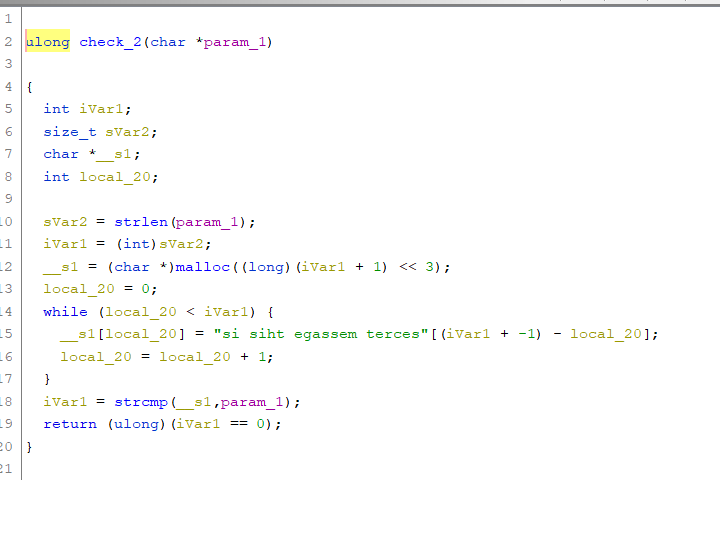 1
2 ulong check_2(char *param_1)
3
4 {
5 int iVar1;
6 size_t sVar2;
7 char *__s1;
8 int local_20;
9
10 sVar2 = strlen(param_1);
11 iVar1 = (int)sVar2;
12 __s1 = (char *)malloc((long)(iVar1 + 1) << 3);
13 local_20 = 0;
14 while (local_20 < iVar1) {
15 __s1[local_20] = "si siht egassem terces"[(iVar1 + -1) - local_20];
16 local_20 = local_20 + 1;
17 }
18 iVar1 = strcmp(__s1,param_1);
19 return (ulong)(iVar1 == 0);
20 }
21